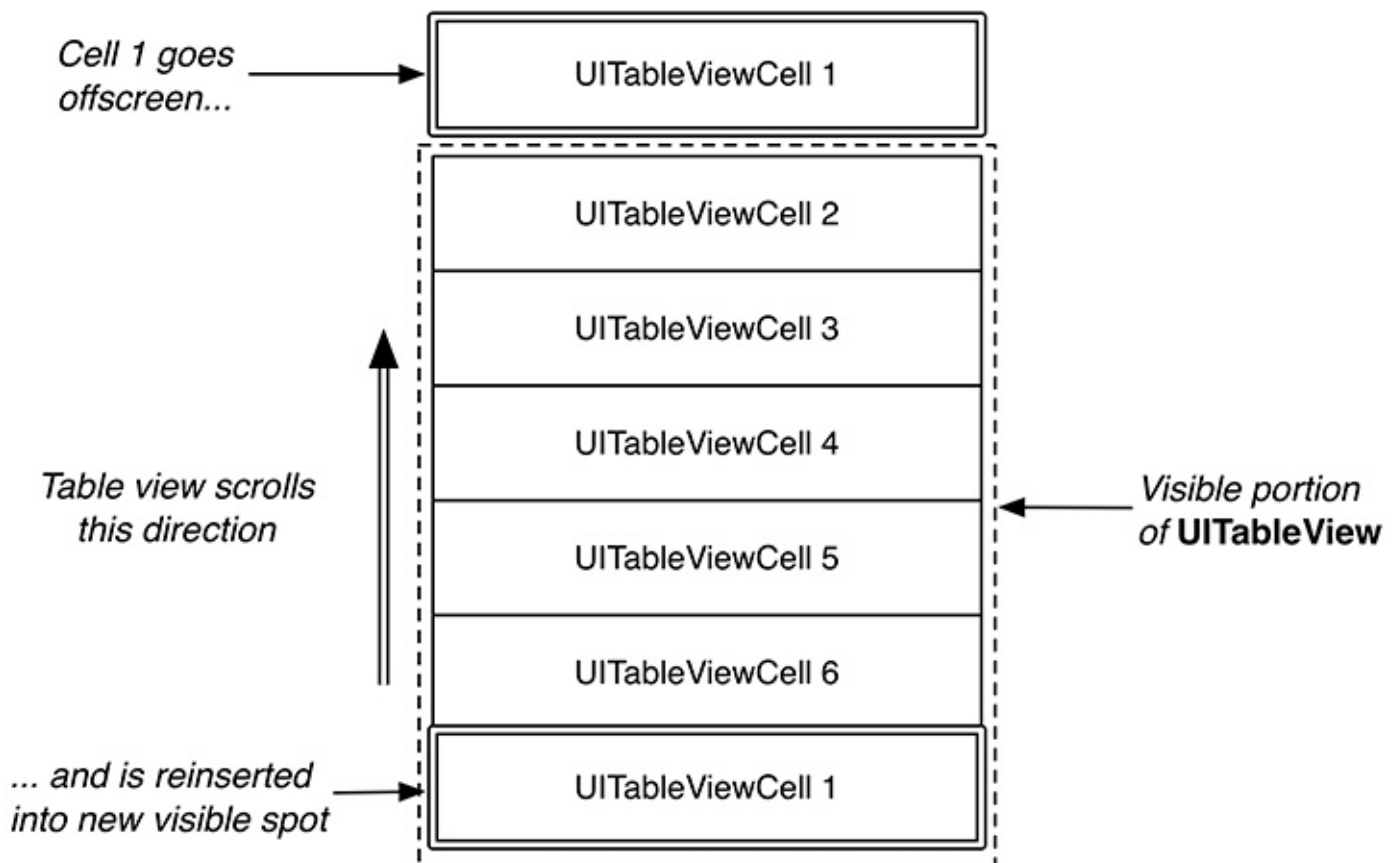 Cell 1 goes
offscreen...
UITableViewCell 1
UITableViewCell 2
UITableViewCell 3
UITableViewCell 4
Table view scrolls
this direction
Visible portion
of UITableView
UITableViewCell 5
UITableViewCell 6
... and is reinserted
into new visible spot
UITableViewCell 1